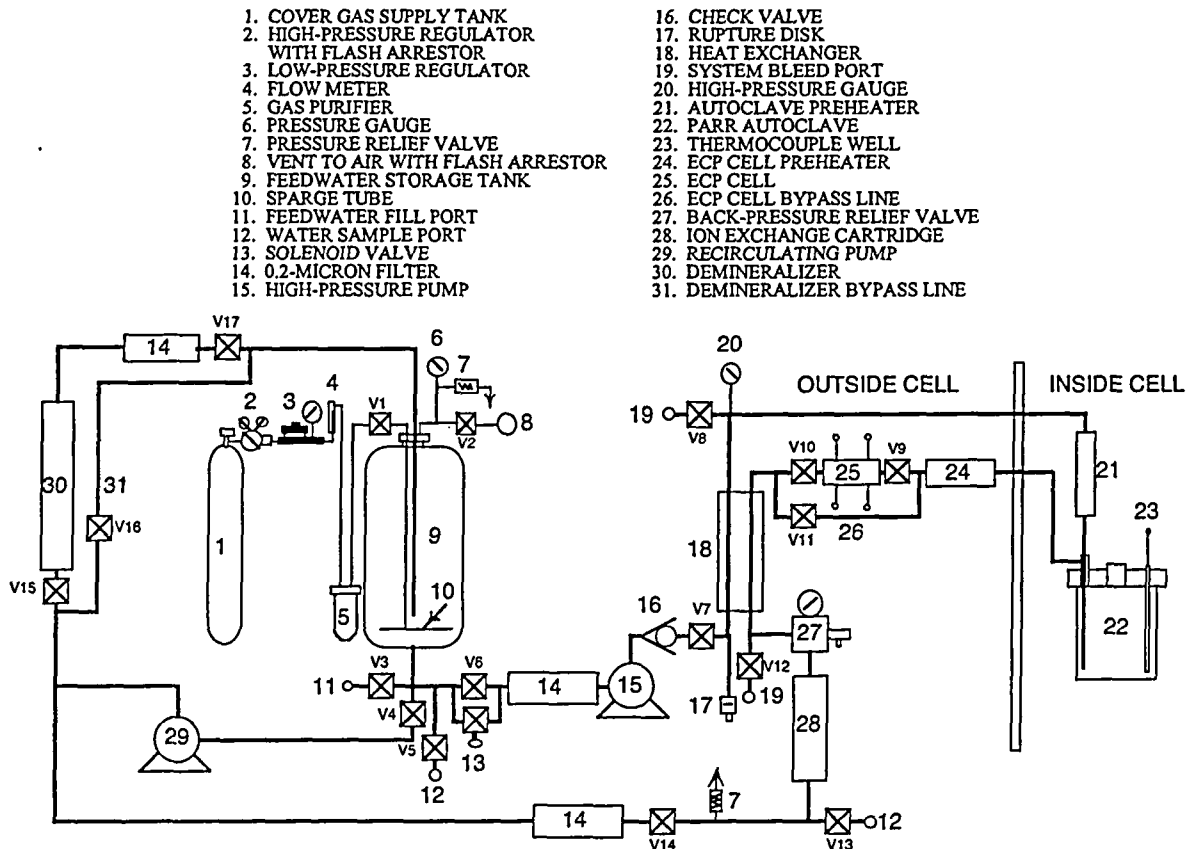 1. COVER GAS SUPPLY TANK
2. HIGH-PRESSURE REGULATOR
WITH FLASH ARRESTOR
3. LOW-PRESSURE REGULATOR
4. FLOW METER
5. GAS PURIFIER
6. PRESSURE GAUGE
7. PRESSURE RELIEF VALVE
8. VENT TO AIR WITH FLASH ARRESTOR
9. FEEDWATER STORAGE TANK
10. SPARGE TUBE
11. FEEDWATER FILL PORT
12. WATER SAMPLE PORT
13. SOLENOID VALVE
14. 0.2-MICRON FILTER
15. HIGH-PRESSURE PUMP
16. CHECK VALVE
17. RUPTURE DISK
18. HEAT EXCHANGER
19. SYSTEM BLEED PORT
20. HIGH-PRESSURE GAUGE
21. AUTOCLAVE PREHEATER
22. PARR AUTOCLAVE
23. THERMOCOUPLE WELL
24. ECP CELL PREHEATER
25. ECP CELL
26. ECP CELL BYPASS LINE
27. BACK-PRESSURE RELIEF VALVE
28. ION EXCHANGE CARTRIDGE
29. RECIRCULATING PUMP
30. DEMINERALIZER
31. DEMINERALIZER BYPASS LINE
V17
14
6
7
20
4
OUTSIDE CELL
INSIDE CELL
2
3
V1
8
V2
19
V8
V10
V9
25
24
21
30
31
26
V11
23
V16
1
9
18
V15
10
5
16
V7
27
22
V3
V6
11
14
15
V12
V4
17
19
28
29
V5
13
12
7
14
V14
V13
12